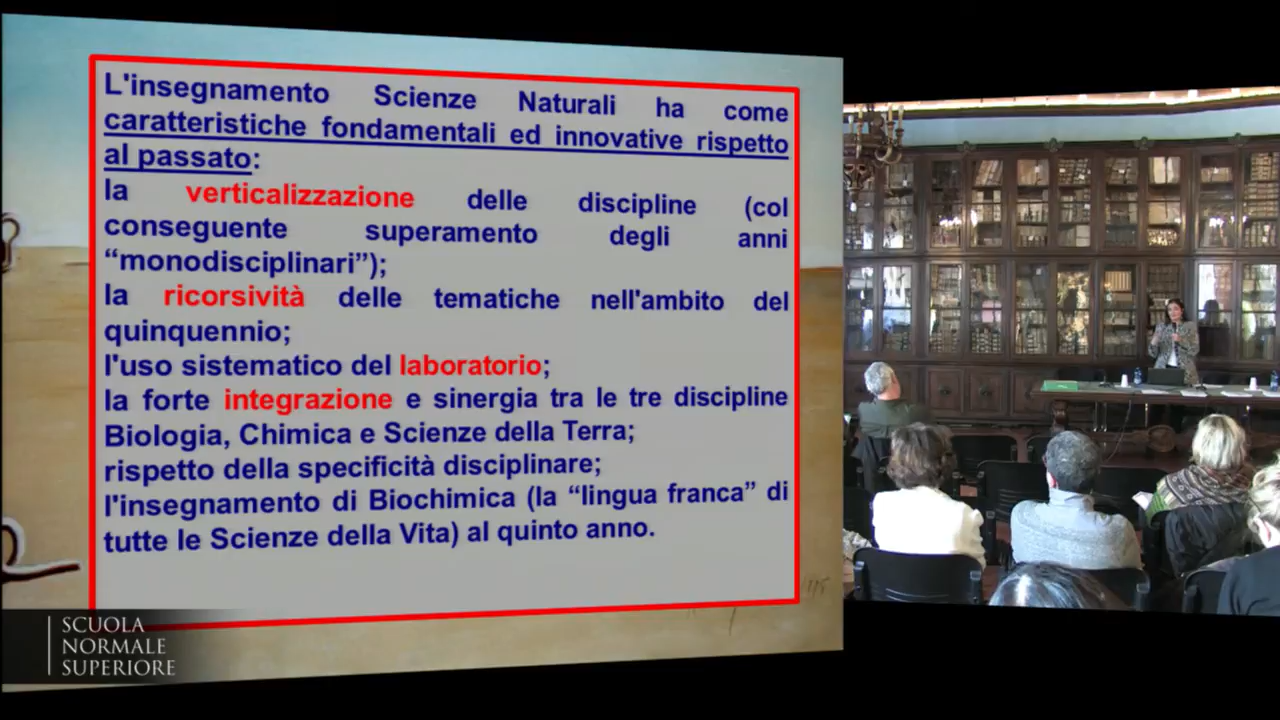 L'insegnamento Scienze Naturali ha come
caratteristiche fondamentali ed innovative rispetto
al passato:
la verticalizzazione delle discipline (col
conseguente superamento degli anni
“monodisciplinari”);
la ricorsività delle tematiche nell'ambito del
quinquennio;
l'uso sistematico del laboratorio;
la forte integrazione e sinergia tra le tre discipline
Biologia, Chimica e Scienze della Terra;
rispetto della specificità disciplinare;
l'insegnamento di Biochimica (la “lingua franca” di
tutte le Scienze della Vita) al quinto anno.
SCUOLA
NORMALE
SUPERIORE